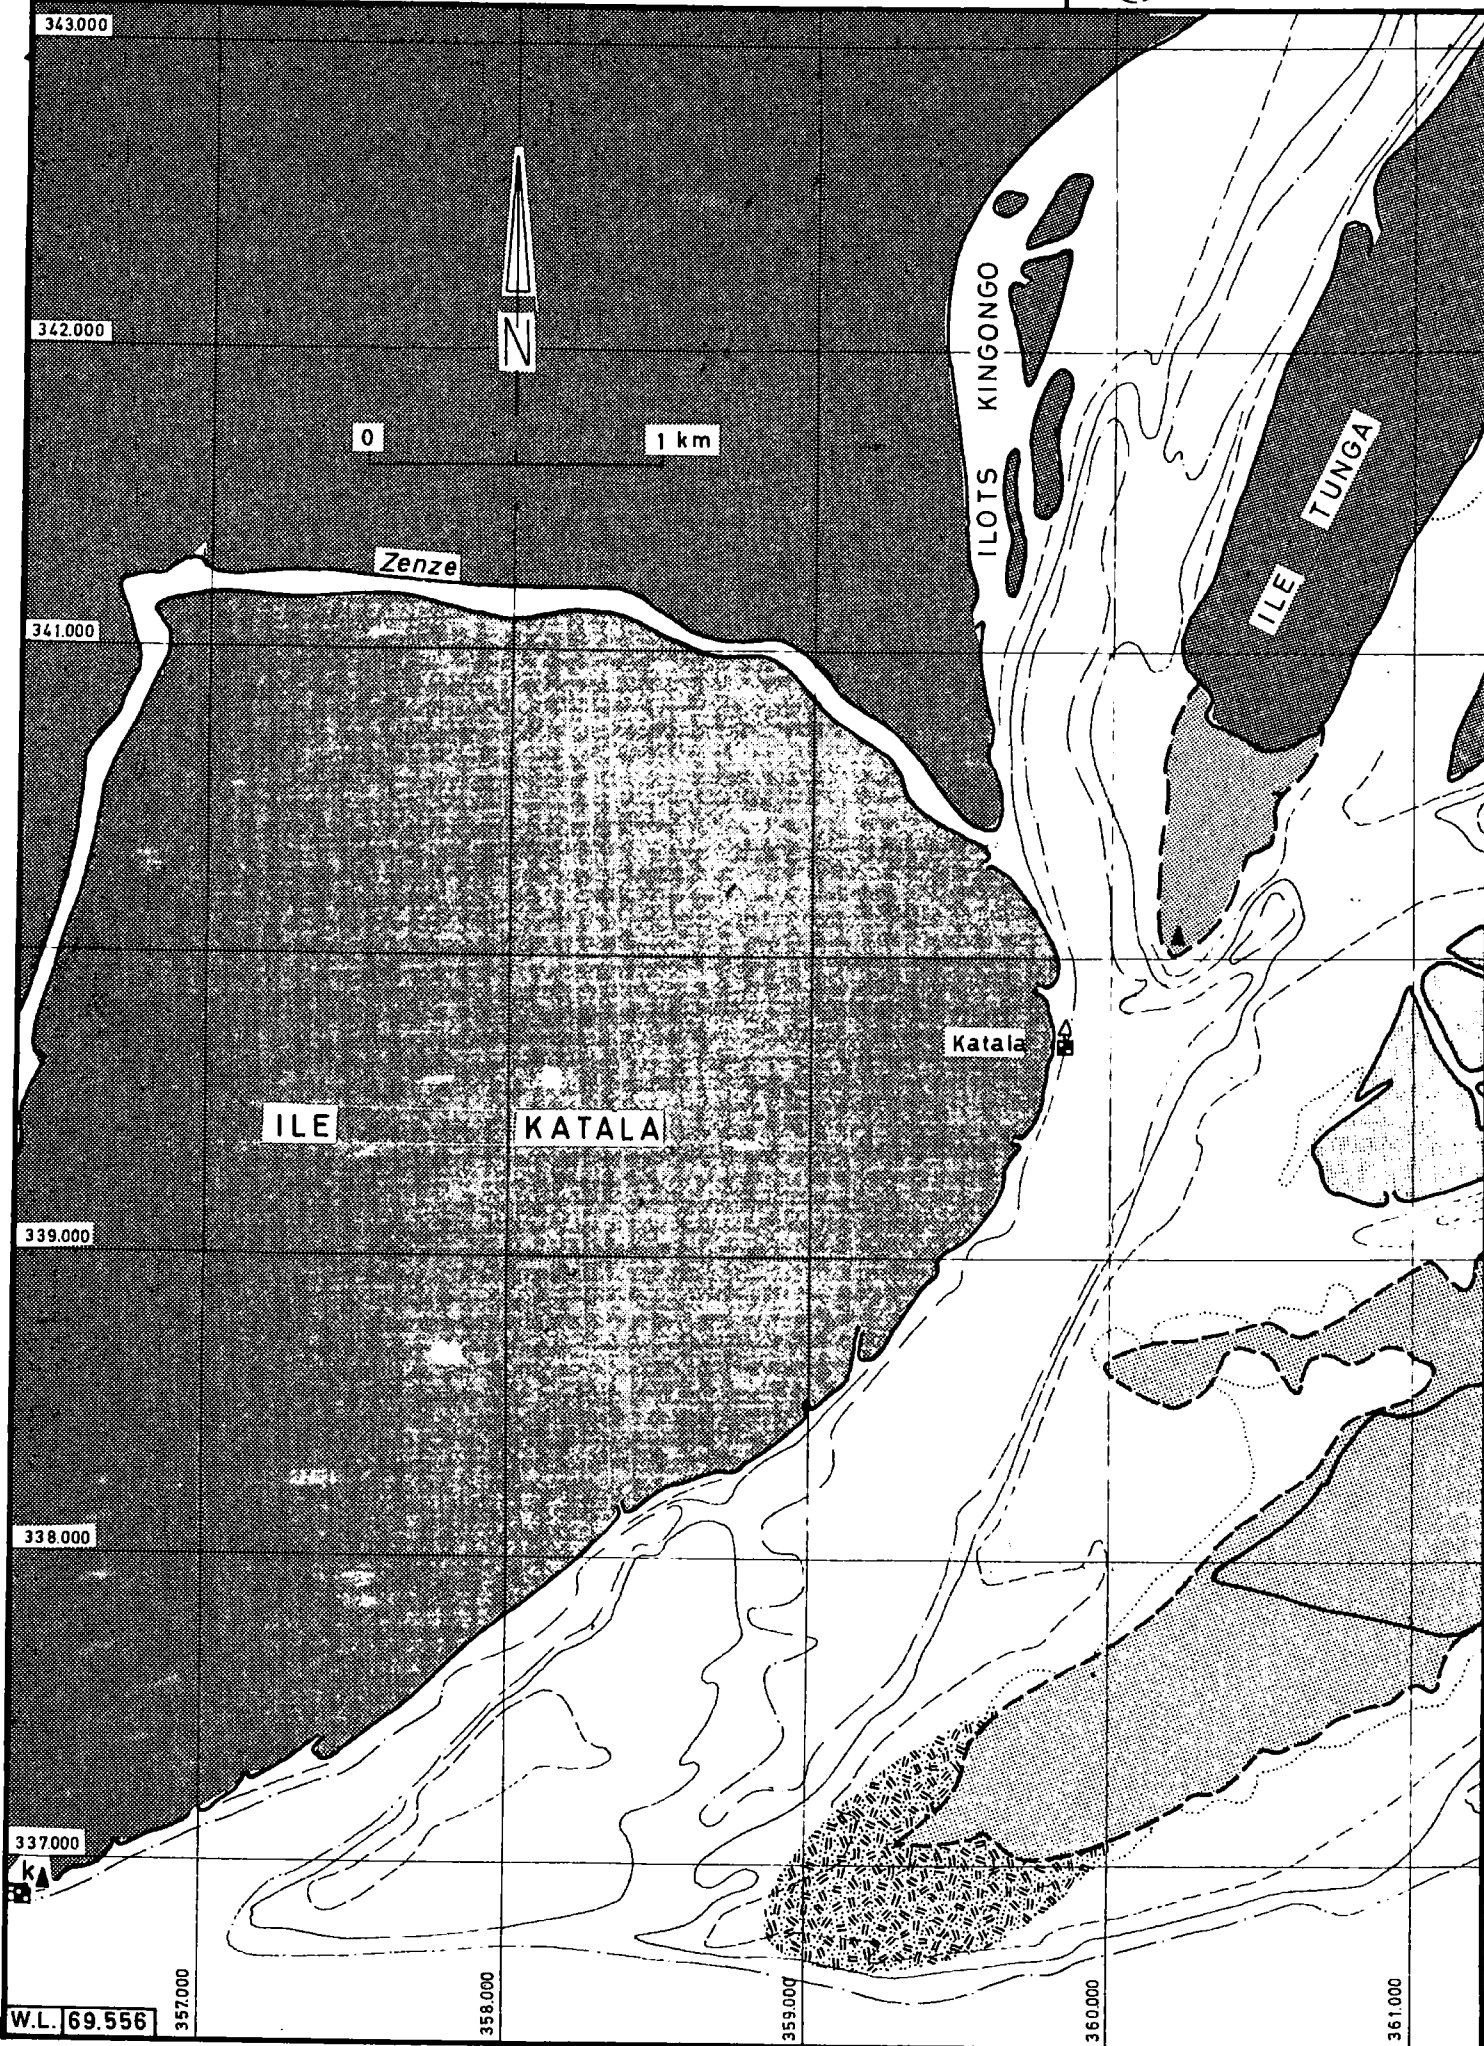 343.000
342.000
N
0
1 km
ILOTS KINGONGO
ILE TUNGA
Zenze
341.000
Katala
ILE KATALA
339.000
338.000
337.000
k
W.L. 69.556
357.000
358.000
359.000
360.000
361.000